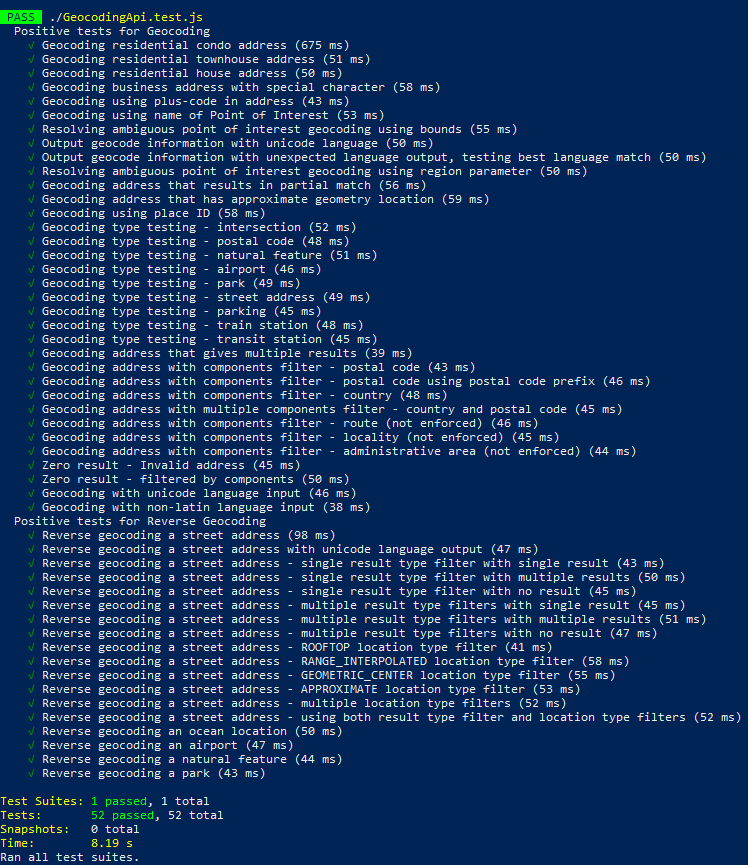 PASS ./GeocodingApi.test.js
Positive tests for Geocoding
√ Geocoding residential condo address (675 ms)
√ Geocoding residential townhouse address (51 ms)
√ Geocoding residential house address (50 ms)
√ Geocoding business address with special character (58 ms)
√ Geocoding using plus-code in address (43 ms)
√ Geocoding using name of Point of Interest (53 ms)
√ Resolving ambiguous point of interest geocoding using bounds (55 ms)
√ Output geocode information with unicode language (50 ms)
√ Output geocode information with unexpected language output, testing best language match (50 ms)
√ Resolving ambiguous point of interest geocoding using region parameter (50 ms)
√ Geocoding address that results in partial match (56 ms)
√ Geocoding address that has approximate geometry location (59 ms)
√ Geocoding using place ID (58 ms)
√ Geocoding type testing - intersection (52 ms)
√ Geocoding type testing - postal code (48 ms)
√ Geocoding type testing - natural feature (51 ms)
√ Geocoding type testing - airport (46 ms)
√ Geocoding type testing - park (49 ms)
√ Geocoding type testing - street address (49 ms)
√ Geocoding type testing - parking (45 ms)
√ Geocoding type testing - train station (48 ms)
√ Geocoding type testing - transit station (45 ms)
√ Geocoding address that gives multiple results (39 ms)
√ Geocoding address with components filter - postal code (43 ms)
√ Geocoding address with components filter - postal code using postal code prefix (46 ms)
√ Geocoding address with components filter - country (48 ms)
√ Geocoding address with multiple components filter - country and postal code (45 ms)
√ Geocoding address with components filter - route (not enforced) (46 ms)
√ Geocoding address with components filter - locality (not enforced) (45 ms)
√ Geocoding address with components filter - administrative area (not enforced) (44 ms)
√ Zero result - Invalid address (45 ms)
√ Zero result - filtered by components (50 ms)
√ Geocoding with unicode language input (46 ms)
√ Geocoding with non-latin language input (38 ms)
Positive tests for Reverse Geocoding
√ Reverse geocoding a street address (98 ms)
√ Reverse geocoding a street address with unicode language output (47 ms)
√ Reverse geocoding a street address - single result type filter with single result (43 ms)
√ Reverse geocoding a street address - single result type filter with multiple results (50 ms)
√ Reverse geocoding a street address - single result type filter with no result (45 ms)
√ Reverse geocoding a street address - multiple result type filters with single result (45 ms)
√ Reverse geocoding a street address - multiple result type filters with multiple results (51 ms)
√ Reverse geocoding a street address - multiple result type filters with no result (47 ms)
√ Reverse geocoding a street address - ROOFTOP location type filter (41 ms)
√ Reverse geocoding a street address - RANGE_INTERPOLATED location type filter (58 ms)
√ Reverse geocoding a street address - GEOMETRIC_CENTER location type filter (55 ms)
√ Reverse geocoding a street address - APPROXIMATE location type filter (53 ms)
√ Reverse geocoding a street address - multiple location type filters (52 ms)
√ Reverse geocoding a street address - using both result type filter and location type filters (52 ms)
√ Reverse geocoding an ocean location (50 ms)
√ Reverse geocoding an airport (47 ms)
√ Reverse geocoding a natural feature (44 ms)
√ Reverse geocoding a park (43 ms)
Test Suites: 1 passed, 1 total
Tests: 52 passed, 52 total
Snapshots: 0 total
Time: 8.19 s
Ran all test suites.